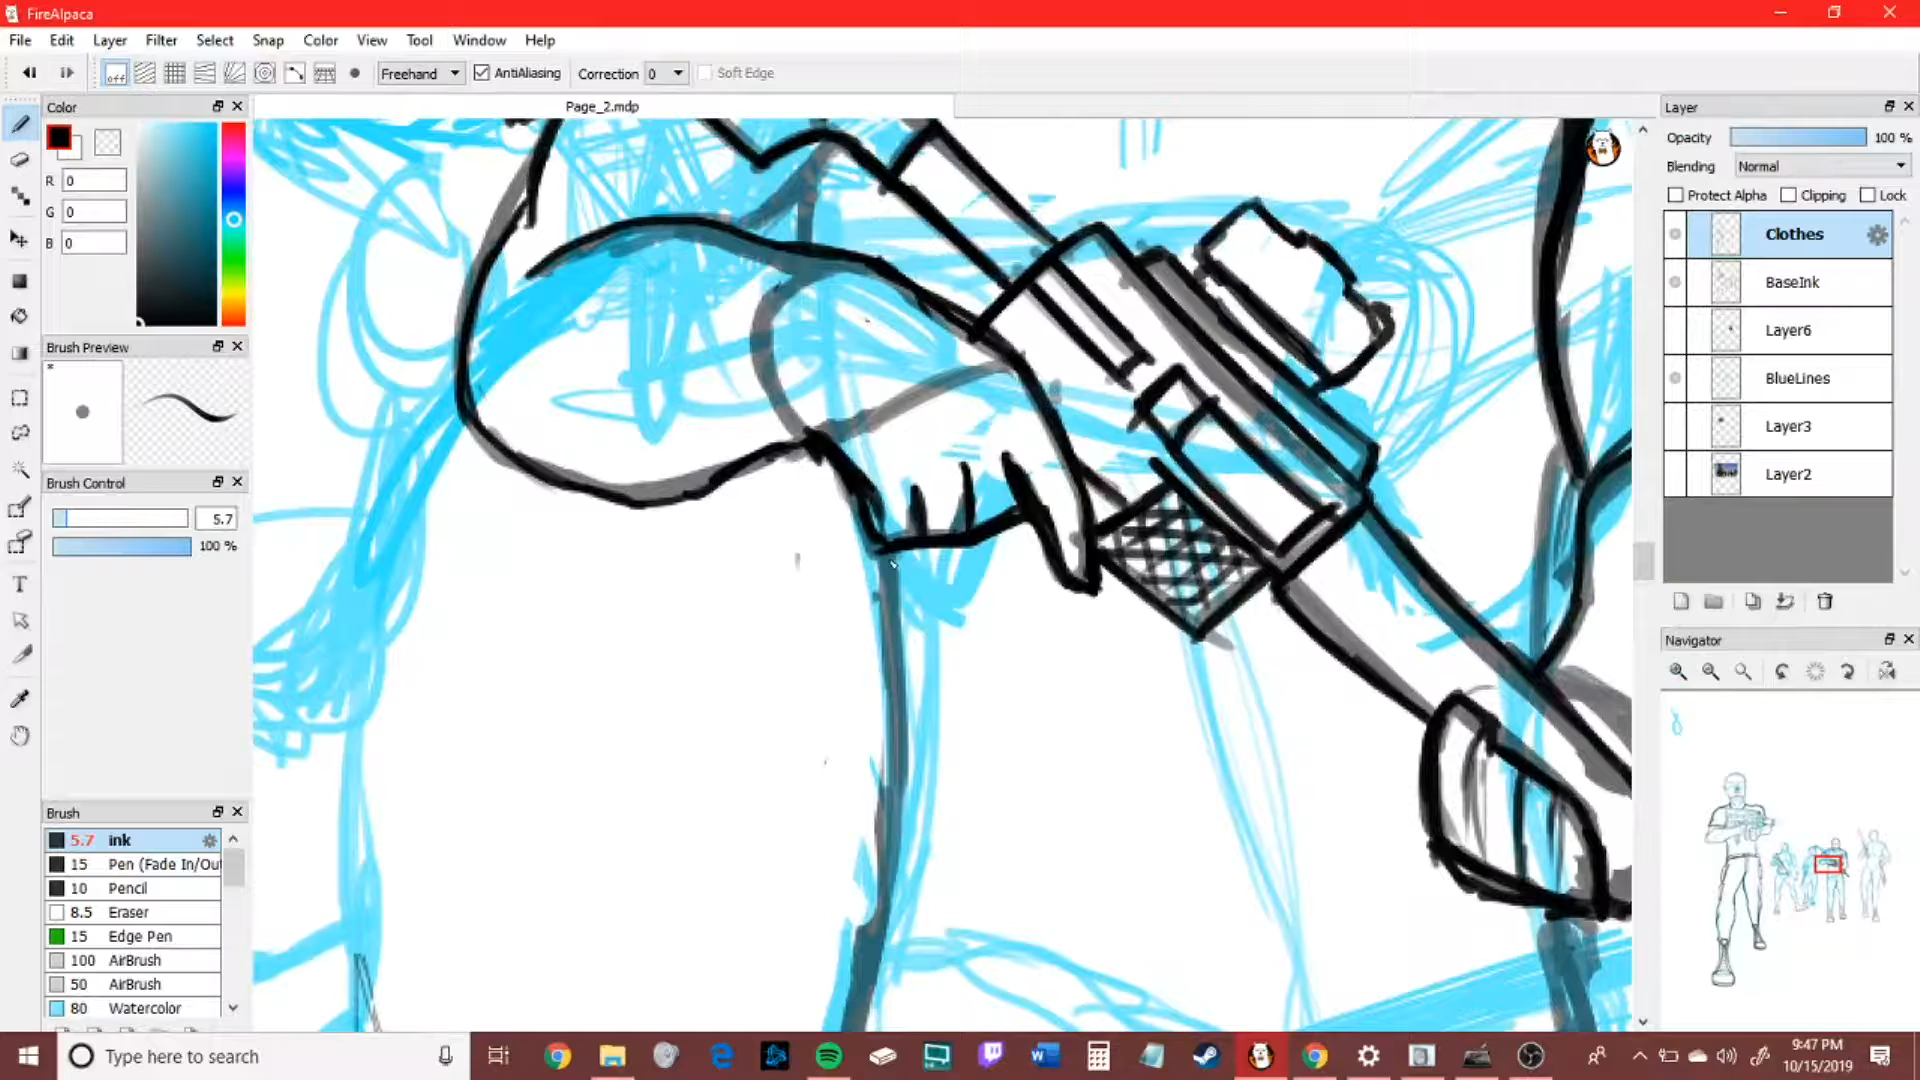 FireAlpaca
File Edit Layer Filter Select Snap Color View Tool Window Help
off Freehand AntiAliasing Correction 0 Soft Edge
Color
Page_2.mdp
Layer
R 0
G 0
B 0
Opacity 100 %
Blending Normal
Protect Alpha Clipping Lock
Clothes
BaseInk
Layer6
BlueLines
Layer3
Layer2
Brush Preview
*
Brush Control
5.7
100 %
T
Navigator
Brush
5.7 ink
15 Pen (Fade In/Ou
10 Pencil
8.5 Eraser
15 Edge Pen
100 AirBrush
50 AirBrush
80 Watercolor
Type here to search
9:47 PM
10/15/2019